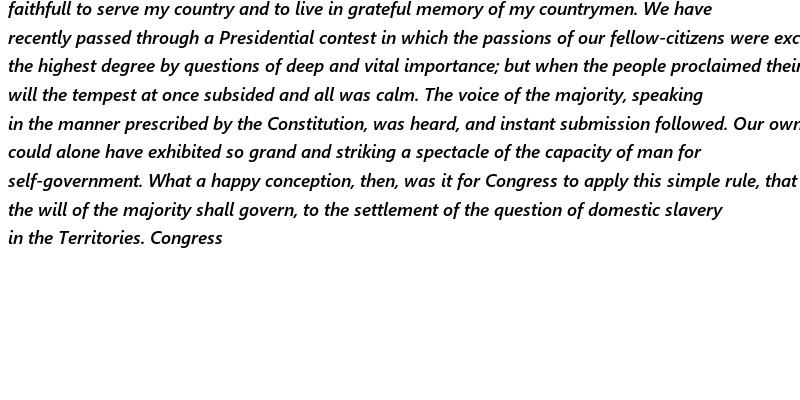 faithfull to serve my country and to live in grateful memory of my countrymen. We have
recently passed through a Presidential contest in which the passions of our fellow-citizens were
the highest degree by questions of deep and vital importance; but when the people proclaimed
will the tempest at once subsided and all was calm. The voice of the majority, speaking
in the manner prescribed by the Constitution, was heard, and instant submission followed. Our own
could alone have exhibited so grand and striking a spectacle of the capacity of man for
self-government. What a happy conception, then, was it for Congress to apply this simple rule, that
the will of the majority shall govern, to the settlement of the question of domestic slavery
in the Territories. Congress